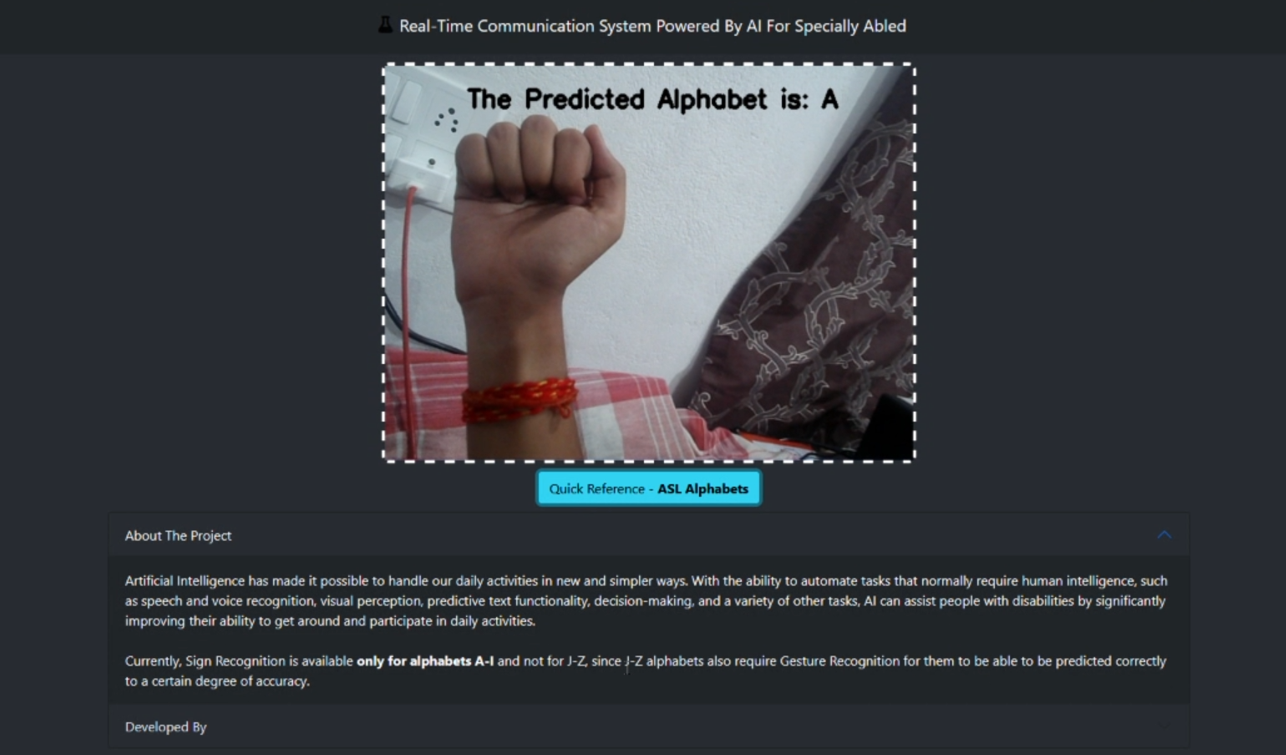 Real-Time Communication System Powered By AI For Specially Abled
The Predicted Alphabet is: A
Quick Reference - ASL Alphabets
About The Project
Artificial Intelligence has made it possible to handle our daily activities in new and simpler ways. With the ability to automate tasks that normally require human intelligence, such
as speech and voice recognition, visual perception, predictive text functionality, decision-making, and a variety of other tasks, AI can assist people with disabilities by significantly
improving their ability to get around and participate in daily activities.
Currently, Sign Recognition is available only for alphabets A-I and not for J-Z, since J-Z alphabets also require Gesture Recognition for them to be able to be predicted correctly
to a certain degree of accuracy.
Developed By